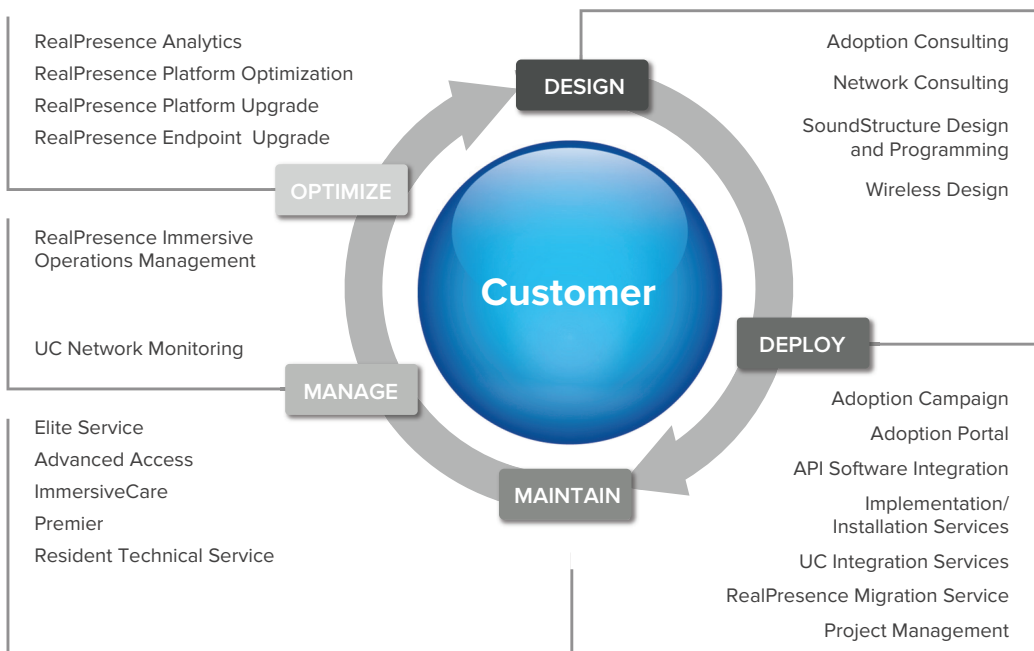 RealPresence Analytics
RealPresence Platform Optimization
RealPresence Platform Upgrade
RealPresence Endpoint Upgrade
OPTIMIZE
RealPresence Immersive
Operations Management
UC Network Monitoring
MANAGE
Elite Service
Advanced Access
ImmersiveCare
Premier
Resident Technical Service
DESIGN
Customer
MAINTAIN
Adoption Consulting
Network Consulting
SoundStructure Design
and Programming
Wireless Design
DEPLOY
Adoption Campaign
Adoption Portal
API Software Integration
Implementation/
Installation Services
UC Integration Services
RealPresence Migration Service
Project Management